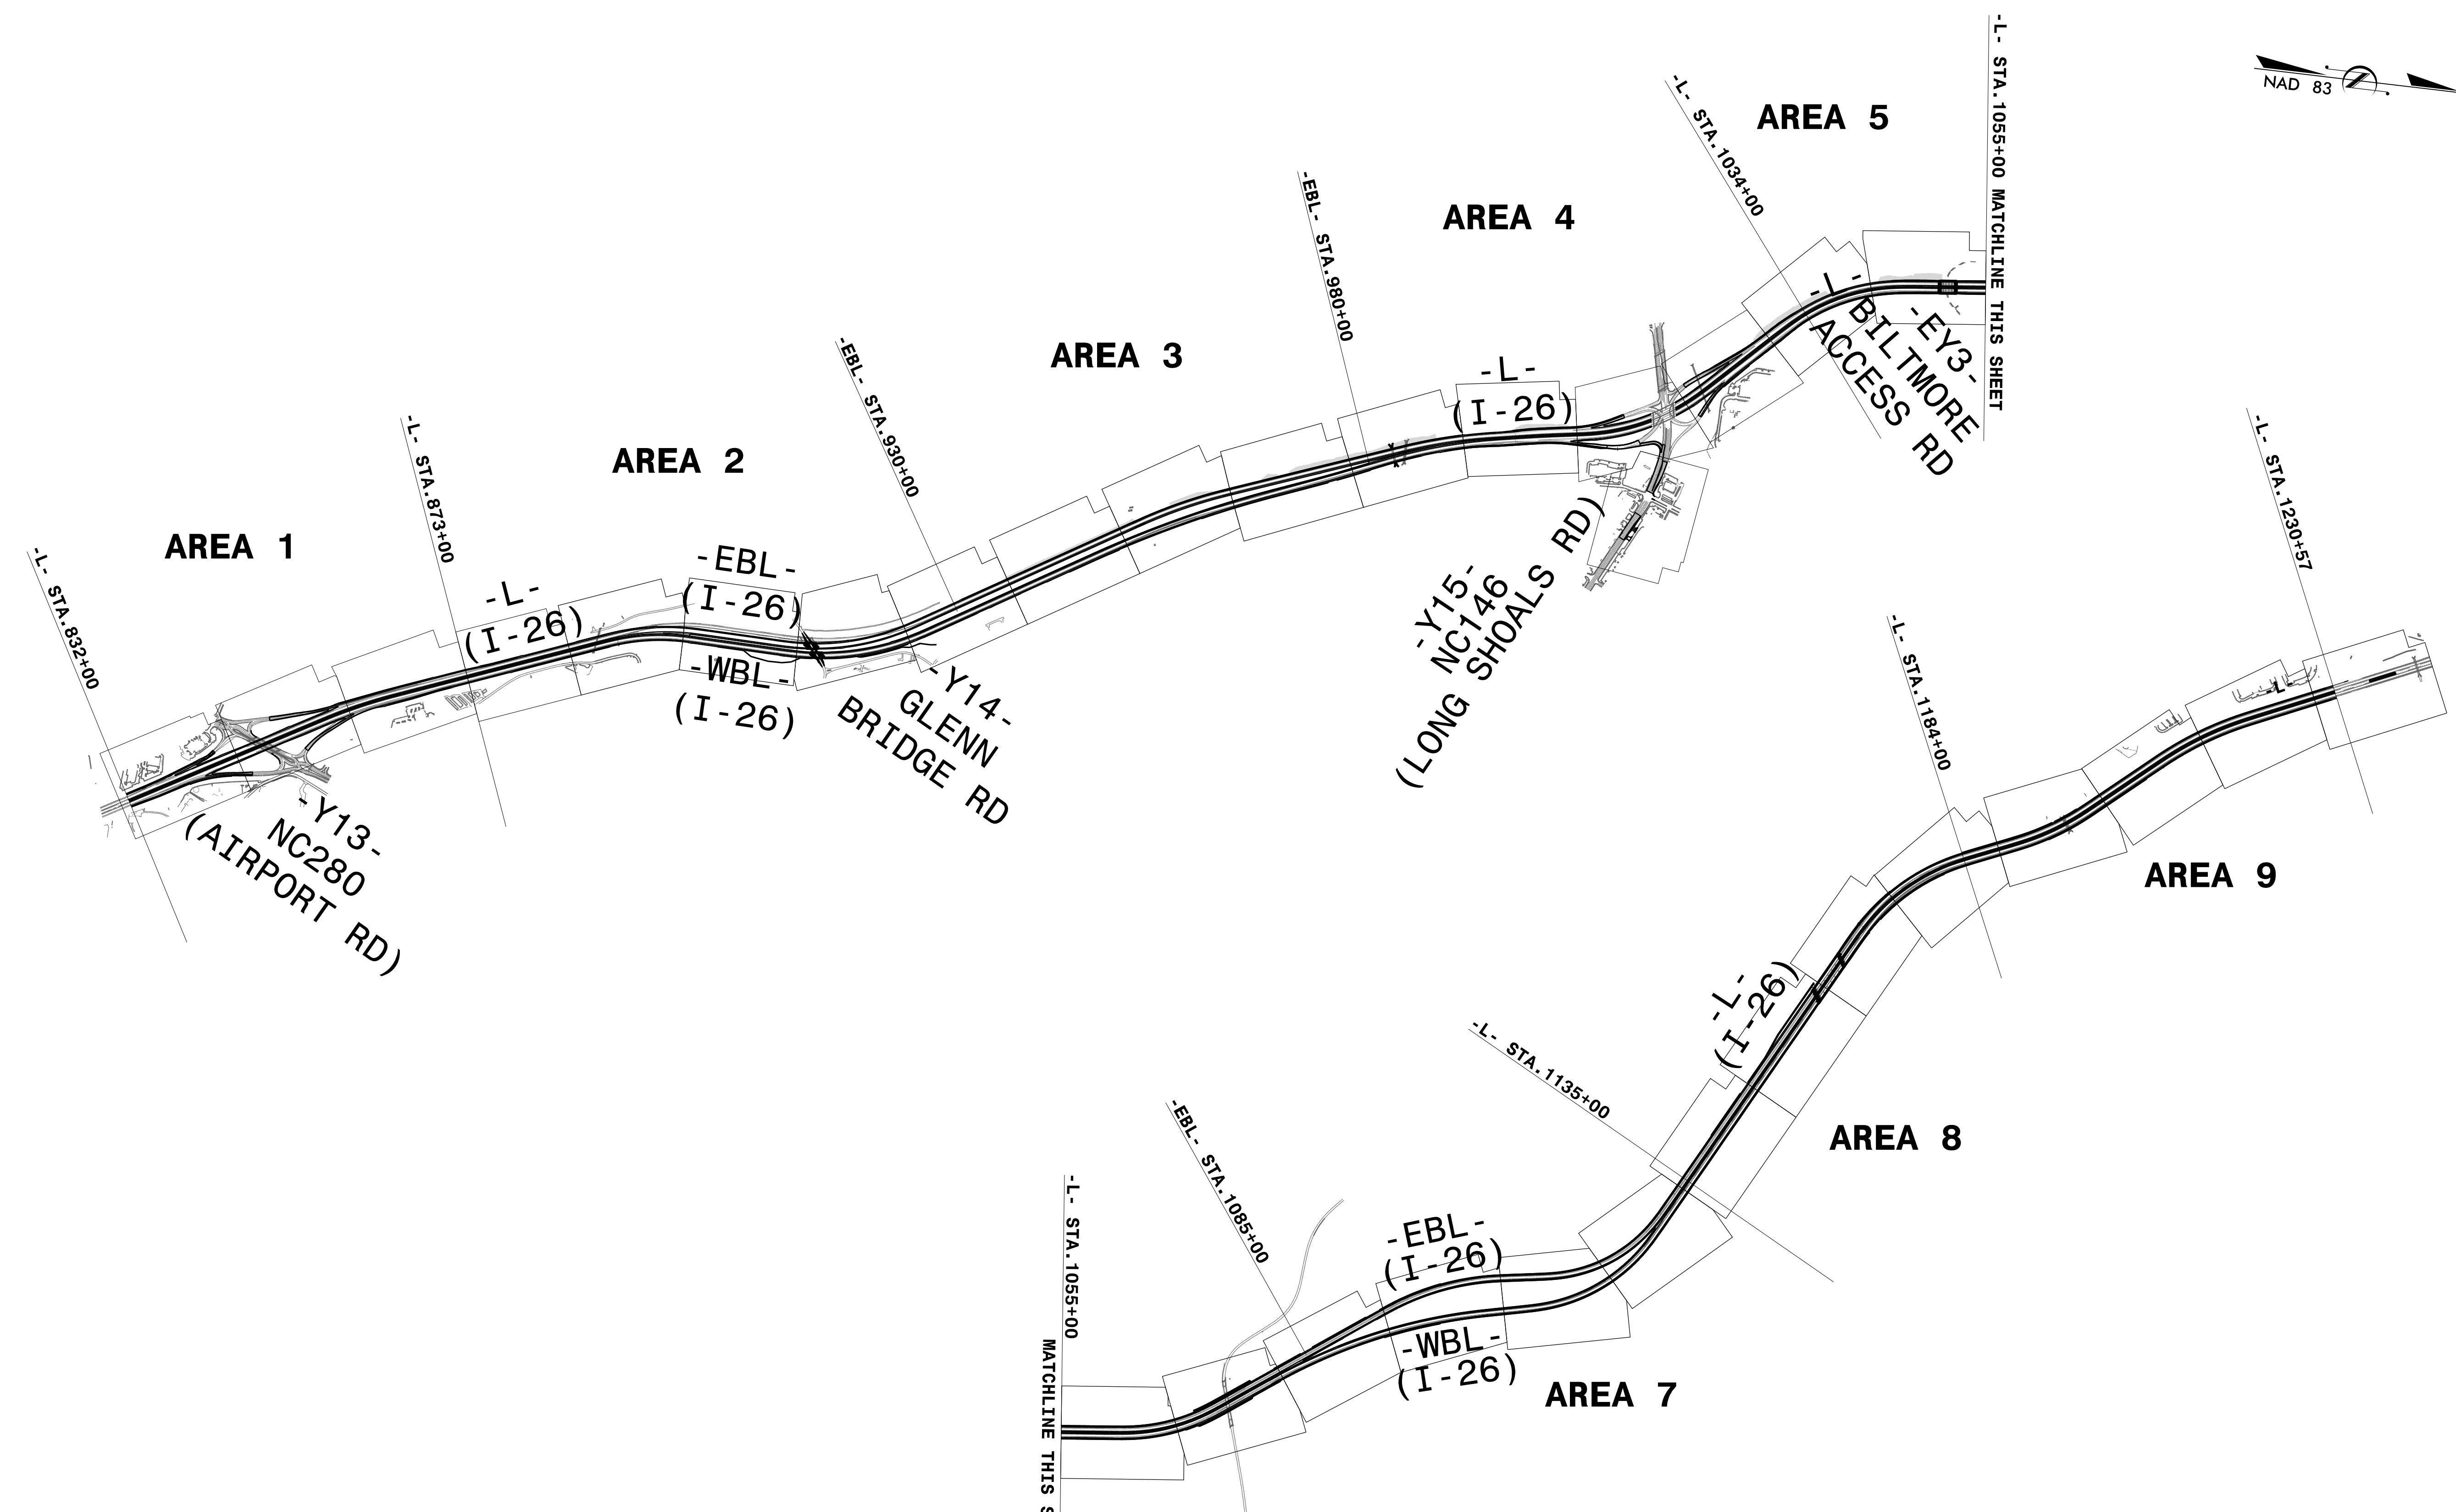 -L- STA.832+00
AREA 1
-L- STA.873+00
-L-
(I-26)
AREA 2
-EBL-
(I-26)
-WBL-
(I-26)
-Y13-
NC280
(AIRPORT RD)
-EBL- STA.930+00
-Y14-
GLENN
BRIDGE RD
AREA 3
-EBL- STA.980+00
AREA 4
-L-
(I-26)
-Y15-
NC146
(LONG SHOALS RD)
-L- STA.1034+00
AREA 5
-L-
-EY3-
BILTMORE
ACCESS RD
-L- STA.1055+00 MATCHLINE THIS SHEET
NAD 83
-L- STA.1055+00
MATCHLINE THIS S
-EBL- STA.1085+00
-EBL-
(I-26)
-WBL-
(I-26)
AREA 7
-L- STA.1135+00
-L-
(I-26)
AREA 8
-L- STA.1184+00
AREA 9
-L-
-L- STA.1230+57